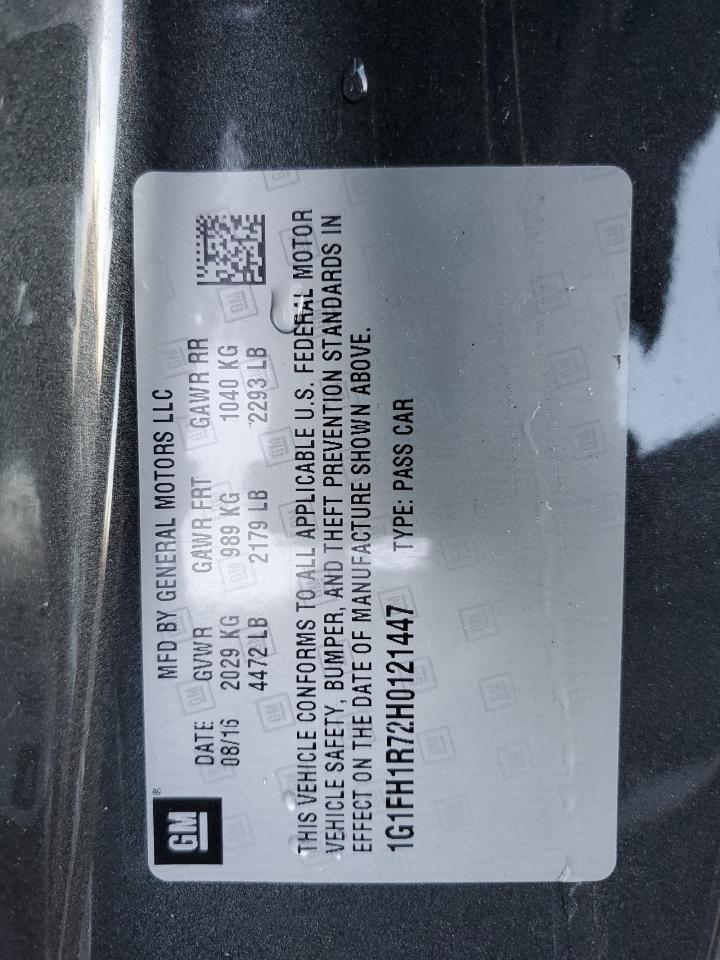 GM®
MFD BY GENERAL MOTORS LLC
DATE: GVWR GAWR FRT GAWR RR
08/16 2029 KG 989 KG 1040 KG
4472 LB 2179 LB 2293 LB
THIS VEHICLE CONFORMS TO ALL APPLICABLE U.S. FEDERAL MOTOR
VEHICLE SAFETY, BUMPER, AND THEFT PREVENTION STANDARDS IN
EFFECT ON THE DATE OF MANUFACTURE SHOWN ABOVE.
1G1FH1R72H0121447 TYPE: PASS CAR